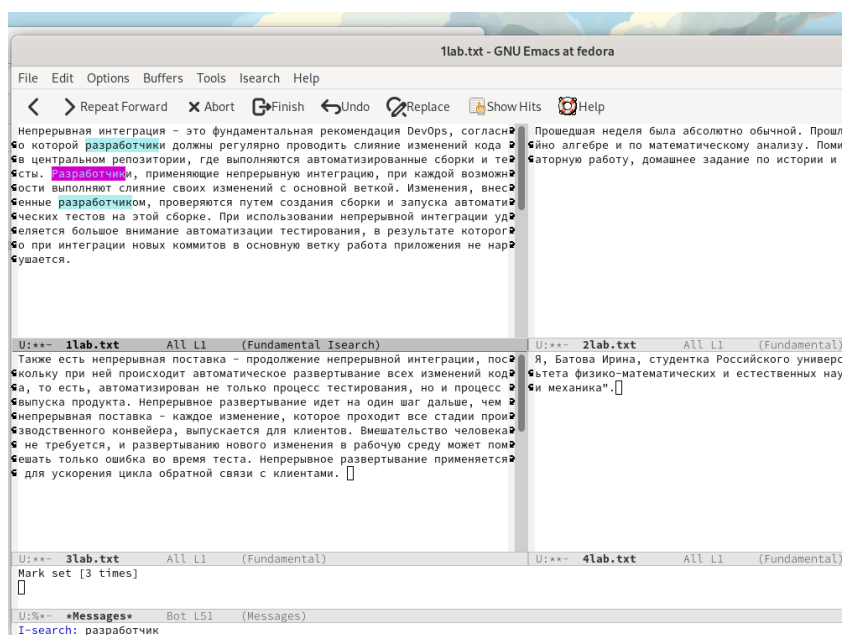 1lab.txt - GNU Emacs at fedora
File Edit Options Buffers Tools Isearch Help
Repeat Forward Abort Finish Undo Replace Show Hits Help
Непрерывная интеграция - это фундаментальная рекомендация DevOps, согласн
о которой разработчики должны регулярно проводить слияние изменений кода
в центральном репозитории, где выполняются автоматизированные сборки и те
сты. Разработчики, применяющие непрерывную интеграцию, при каждой возможн
ости выполняют слияние своих изменений с основной веткой. Изменения, внес
енные разработчиком, проверяются путем создания сборки и запуска автомати
ческих тестов на этой сборке. При использовании непрерывной интеграции уд
еляется большое внимание автоматизации тестирования, в результате которог
о при интеграции новых коммитов в основную ветку работа приложения не нар
ушается.
U:**- 1lab.txt All L1 (Fundamental Isearch)
Прошедшая неделя была абсолютно обычной. Прошл
йно алгебре и по математическому анализу. Поми
аторную работу, домашнее задание по истории и
U:**- 2lab.txt All L1 (Fundamental)
Также есть непрерывная поставка - продолжение непрерывной интеграции, пос
кольку при ней происходит автоматическое развертывание всех изменений код
а, то есть, автоматизирован не только процесс тестирования, но и процесс
выпуска продукта. Непрерывное развертывание идет на один шаг дальше, чем
непрерывная поставка - каждое изменение, которое проходит все стадии прои
зводственного конвейера, выпускается для клиентов. Вмешательство человека
не требуется, и развертыванию нового изменения в рабочую среду может пом
ешать только ошибка во время теста. Непрерывное развертывание применяется
для ускорения цикла обратной связи с клиентами.
U:**- 3lab.txt All L1 (Fundamental)
Я, Батова Ирина, студентка Российского универс
ьтета физико-математических и естественных нау
и механика".
U:**- 4lab.txt All L1 (Fundamental)
Mark set [3 times]
U:%*- *Messages* Bot L51 (Messages)
I-search: разработчик